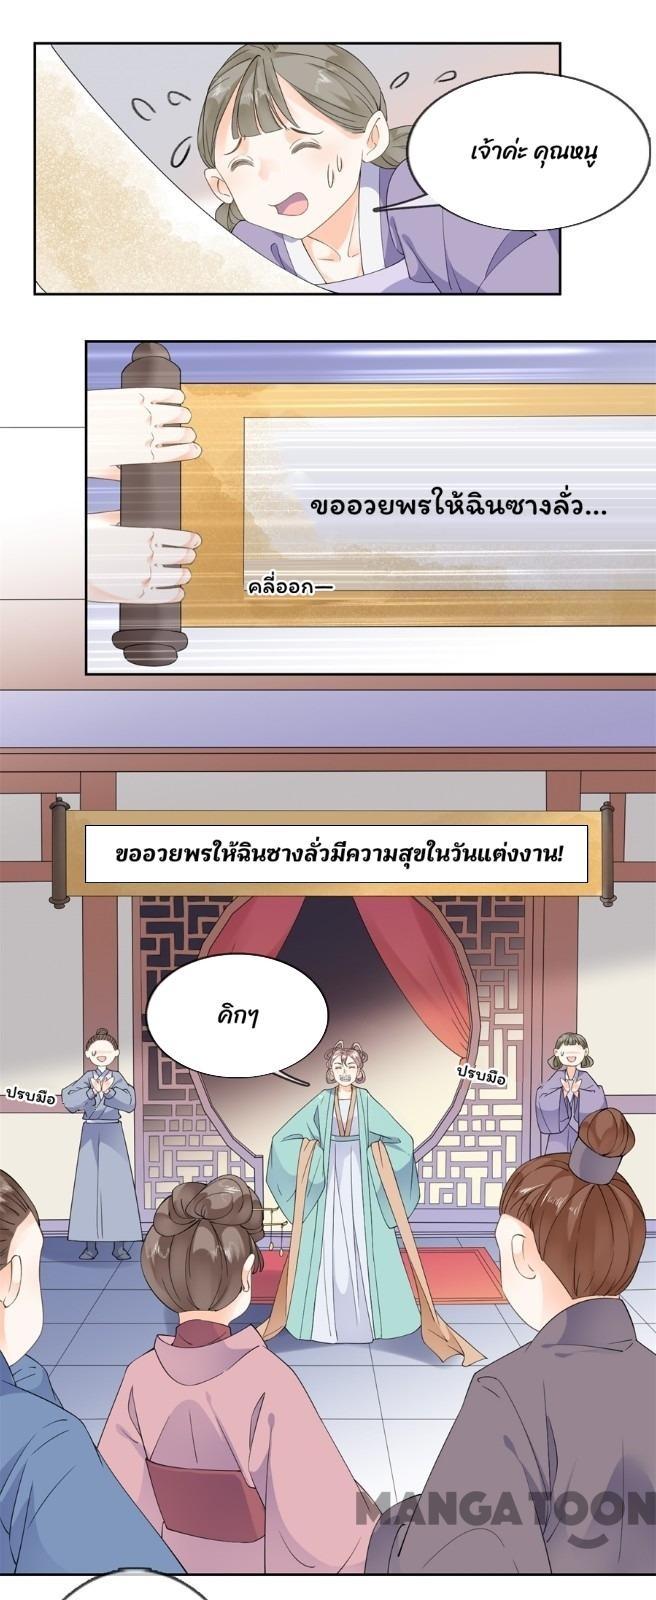 เจ้าค่ะ คุณหนู
ขออวยพรให้ฉินซางลั่ว...
คลี่ออก—
ขออวยพรให้ฉินซางลั่วมีความสุขในวันแต่งงาน!
คิกๆ
ปรบมือ
ปรบมือ
MANGATOON